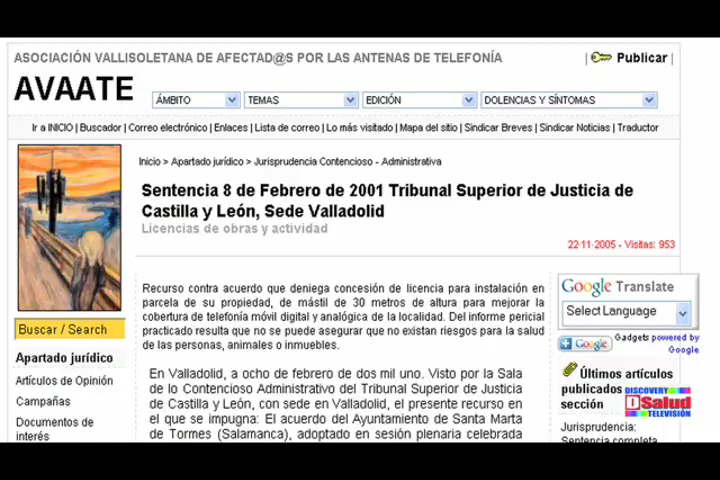 ASOCIACIÓN VALLISOLETANA DE AFECTAD@S POR LAS ANTENAS DE TELEFONÍA
| Publicar |
AVAATE
ÁMBITO
TEMAS
EDICIÓN
DOLENCIAS Y SÍNTOMAS
Ir a INICIO | Buscador | Correo electrónico | Enlaces | Lista de correo | Lo más visitado | Mapa del sitio | Sindicar Breves | Sindicar Noticias | Traductor
Inicio > Apartado jurídico > Jurisprudencia Contencioso - Administrativa
Sentencia 8 de Febrero de 2001 Tribunal Superior de Justicia de
Castilla y León, Sede Valladolid
Licencias de obras y actividad
22-11-2005 - Visitas: 953
Recurso contra acuerdo que deniega concesión de licencia para instalación en
parcela de su propiedad, de mástil de 30 metros de altura para mejorar la
cobertura de telefonía móvil digital y analógica de la localidad. Del informe pericial
practicado resulta que no se puede asegurar que no existan riesgos para la salud
de las personas, animales o inmuebles.
En Valladolid, a ocho de febrero de dos mil uno. Visto por la Sala
de lo Contencioso Administrativo del Tribunal Superior de Justicia
de Castilla y León, con sede en Valladolid, el presente recurso en
el que se impugna: El acuerdo del Ayuntamiento de Santa Marta
de Tormes (Salamanca), adoptado en sesión plenaria celebrada
Buscar / Search
Apartado jurídico
Artículos de Opinión
Campañas
Documentos de
interés
Google Translate
Select Language
Google
Gadgets powered by
Google
Últimos artículos
publicados
sección
DISCOVERY
DSalud
TELEVISIÓN
Jurisprudencia:
Sentencia completa